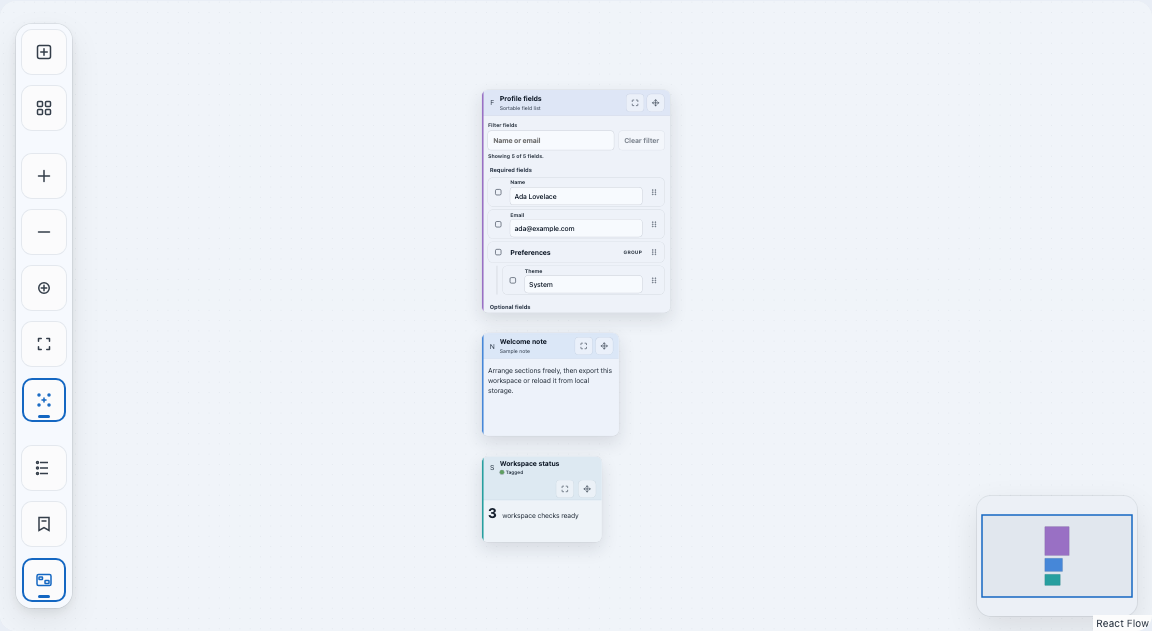 F
Profile fields
Sortable field list
Filter fields
Name or email
Clear filter
Showing 5 of 5 fields.
Required fields
Name
Ada Lovelace
Email
ada@example.com
Preferences
GROUP
Theme
System
Optional fields
N
Welcome note
Sample note
Arrange sections freely, then export this
workspace or reload it from local
storage.
S
Workspace status
Tagged
3 workspace checks ready
React Flow